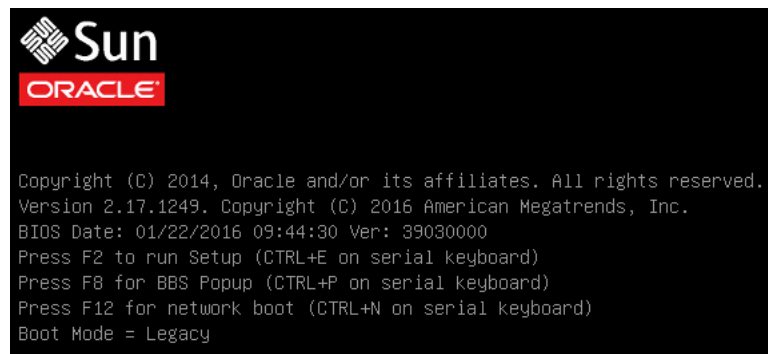 Sun
ORACLE
Copyright (C) 2014, Oracle and/or its affiliates. All rights reserved.
Version 2.17.1249. Copyright (C) 2016 American Megatrends, Inc.
BIOS Date: 01/22/2016 09:44:30 Ver: 39030000
Press F2 to run Setup (CTRL+E on serial keyboard)
Press F8 for BBS Popup (CTRL+P on serial keyboard)
Press F12 for network boot (CTRL+N on serial keyboard)
Boot Mode = Legacy